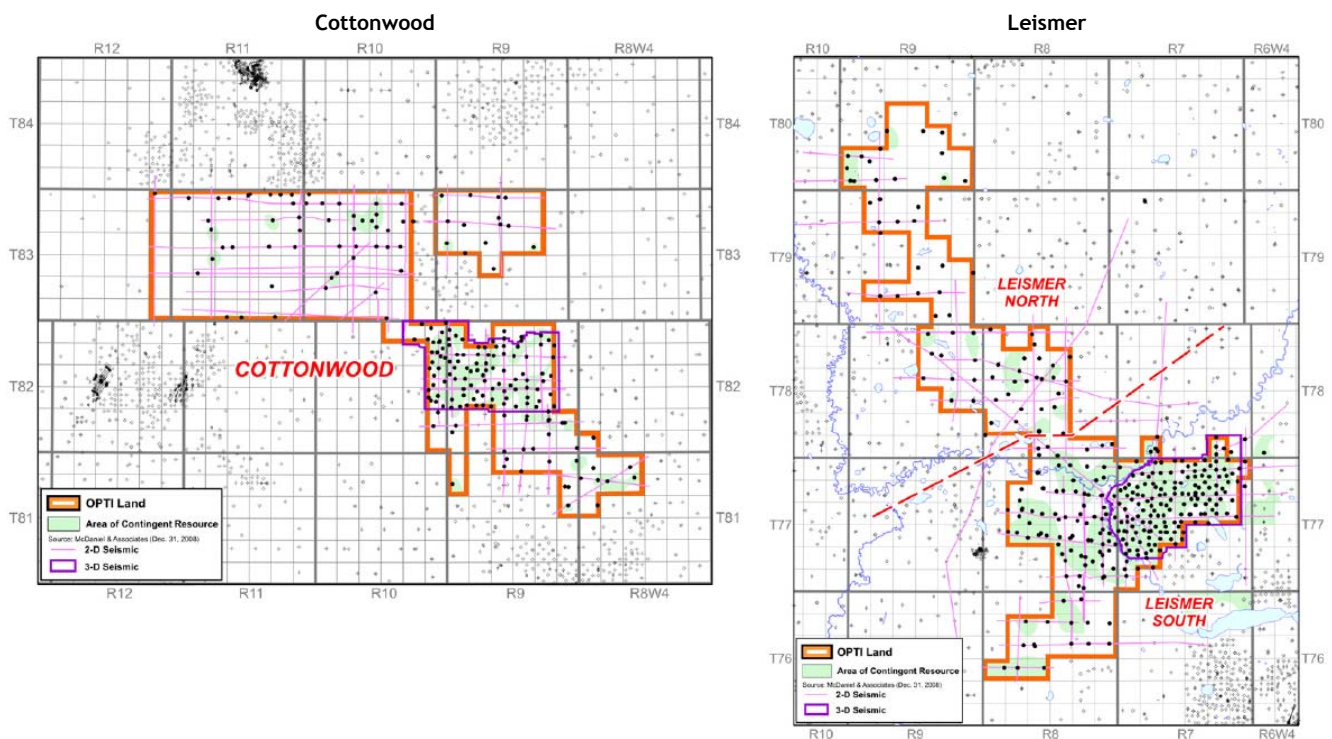 Cottonwood
R12 R11 R10 R9 R8W4
T84 T84
T83 T83
COTTONWOOD
T82 T82
T81 T81
OPTI Land
Area of Contingent Resource
Source: McDaniel & Associates (Dec. 31, 2008)
2-D Seismic
3-D Seismic
R12 R11 R10 R9 R8W4
Leismer
R10 R9 R8 R7 R6W4
T80 T80
T79 T79
LEISMER
NORTH
T78 T78
T77 T77
LEISMER
SOUTH
T76 T76
OPTI Land
Area of Contingent Resource
Source: McDaniel & Associates (Dec. 31, 2008)
2-D Seismic
3-D Seismic
R10 R9 R8 R7 R6W4